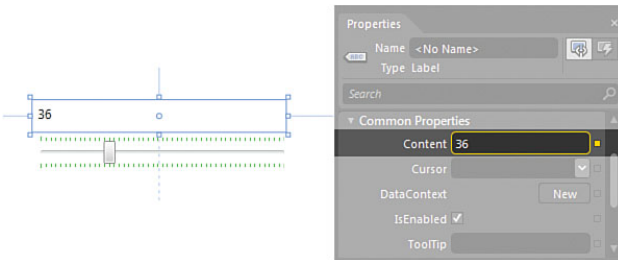 36
Properties
Name <No Name>
Type Label
Search
Common Properties
Content 36
Cursor
DataContext New
IsEnabled
ToolTip